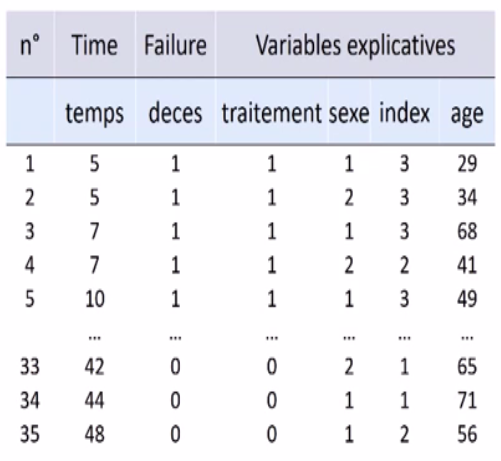 n° Time Failure Variables explicatives
temps deces traitement sexe index age
1 5 1 1 1 3 29
2 5 1 1 2 3 34
3 7 1 1 1 3 68
4 7 1 1 2 2 41
5 10 1 1 1 3 49
... ... ... ... ... ...
33 42 0 0 2 1 65
34 44 0 0 1 1 71
35 48 0 0 1 2 56